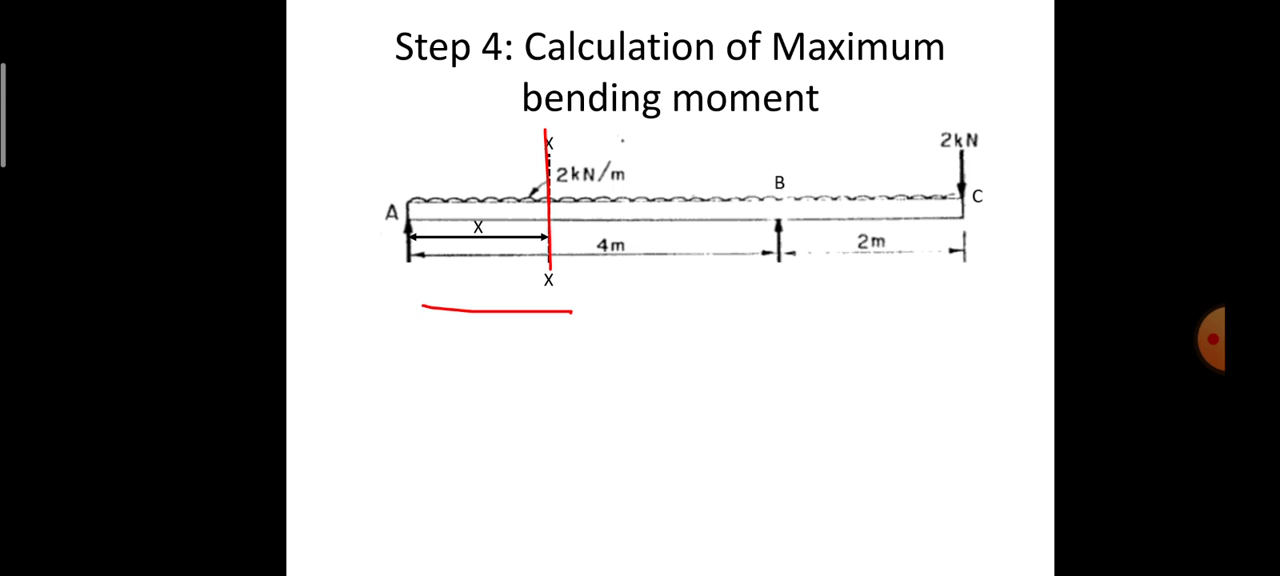 Step 4: Calculation of Maximum
bending moment
X
2kN
2kN/m
B
C
A
X
4m
2m
X